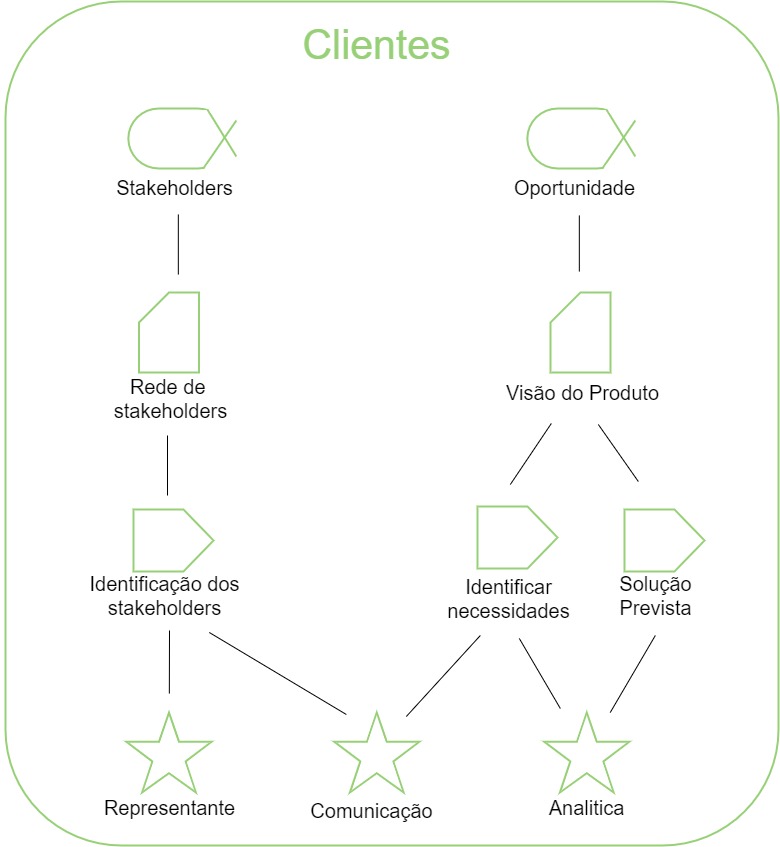 Clientes
Stakeholders
Oportunidade
Rede de
stakeholders
Visão do Produto
Identificação dos
stakeholders
Identificar
necessidades
Solução
Prevista
Representante
Comunicação
Analitica